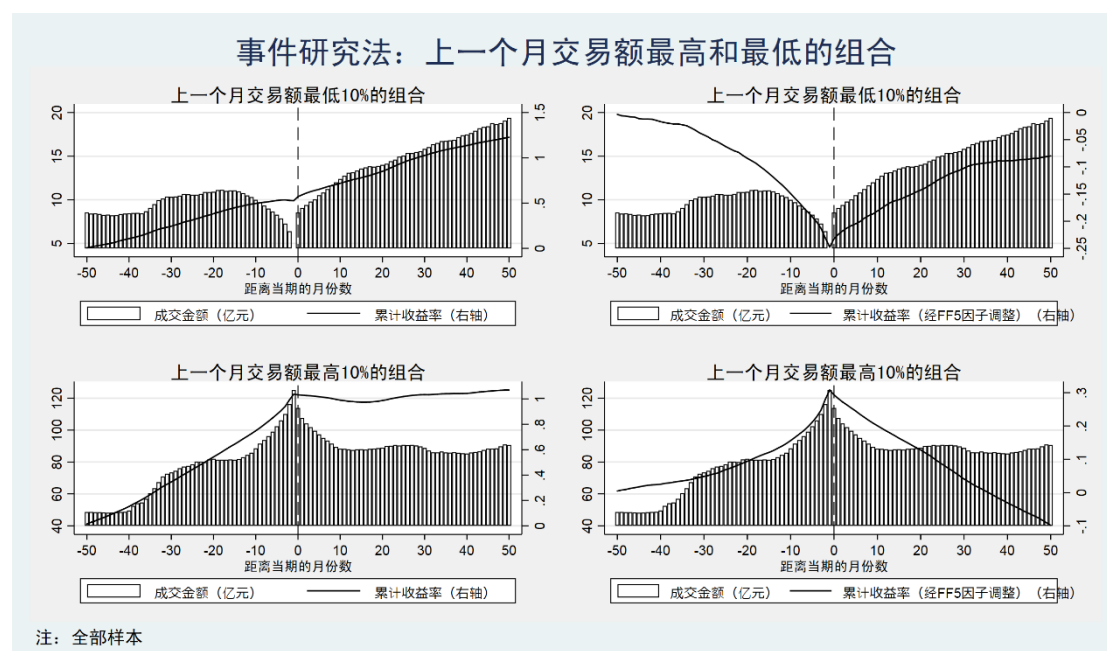 事件研究法：上一个月交易额最高和最低的组合
上一个月交易额最低10%的组合
20
15
10
5
1.5
1
.5
0
-50 -40 -30 -20 -10 0 10 20 30 40 50
距离当期的月份数
成交金额（亿元） 累计收益率（右轴）
上一个月交易额最低10%的组合
20
15
10
5
0
-.05
-.1
-.15
-.2
-.25
-50 -40 -30 -20 -10 0 10 20 30 40 50
距离当期的月份数
成交金额（亿元） 累计收益率（经FF5因子调整）（右轴）
上一个月交易额最高10%的组合
120
100
80
60
40
1
.8
.6
.4
.2
0
-50 -40 -30 -20 -10 0 10 20 30 40 50
距离当期的月份数
成交金额（亿元） 累计收益率（右轴）
上一个月交易额最高10%的组合
120
100
80
60
40
.3
.2
.1
0
-.1
-50 -40 -30 -20 -10 0 10 20 30 40 50
距离当期的月份数
成交金额（亿元） 累计收益率（经FF5因子调整）（右轴）
注：全部样本